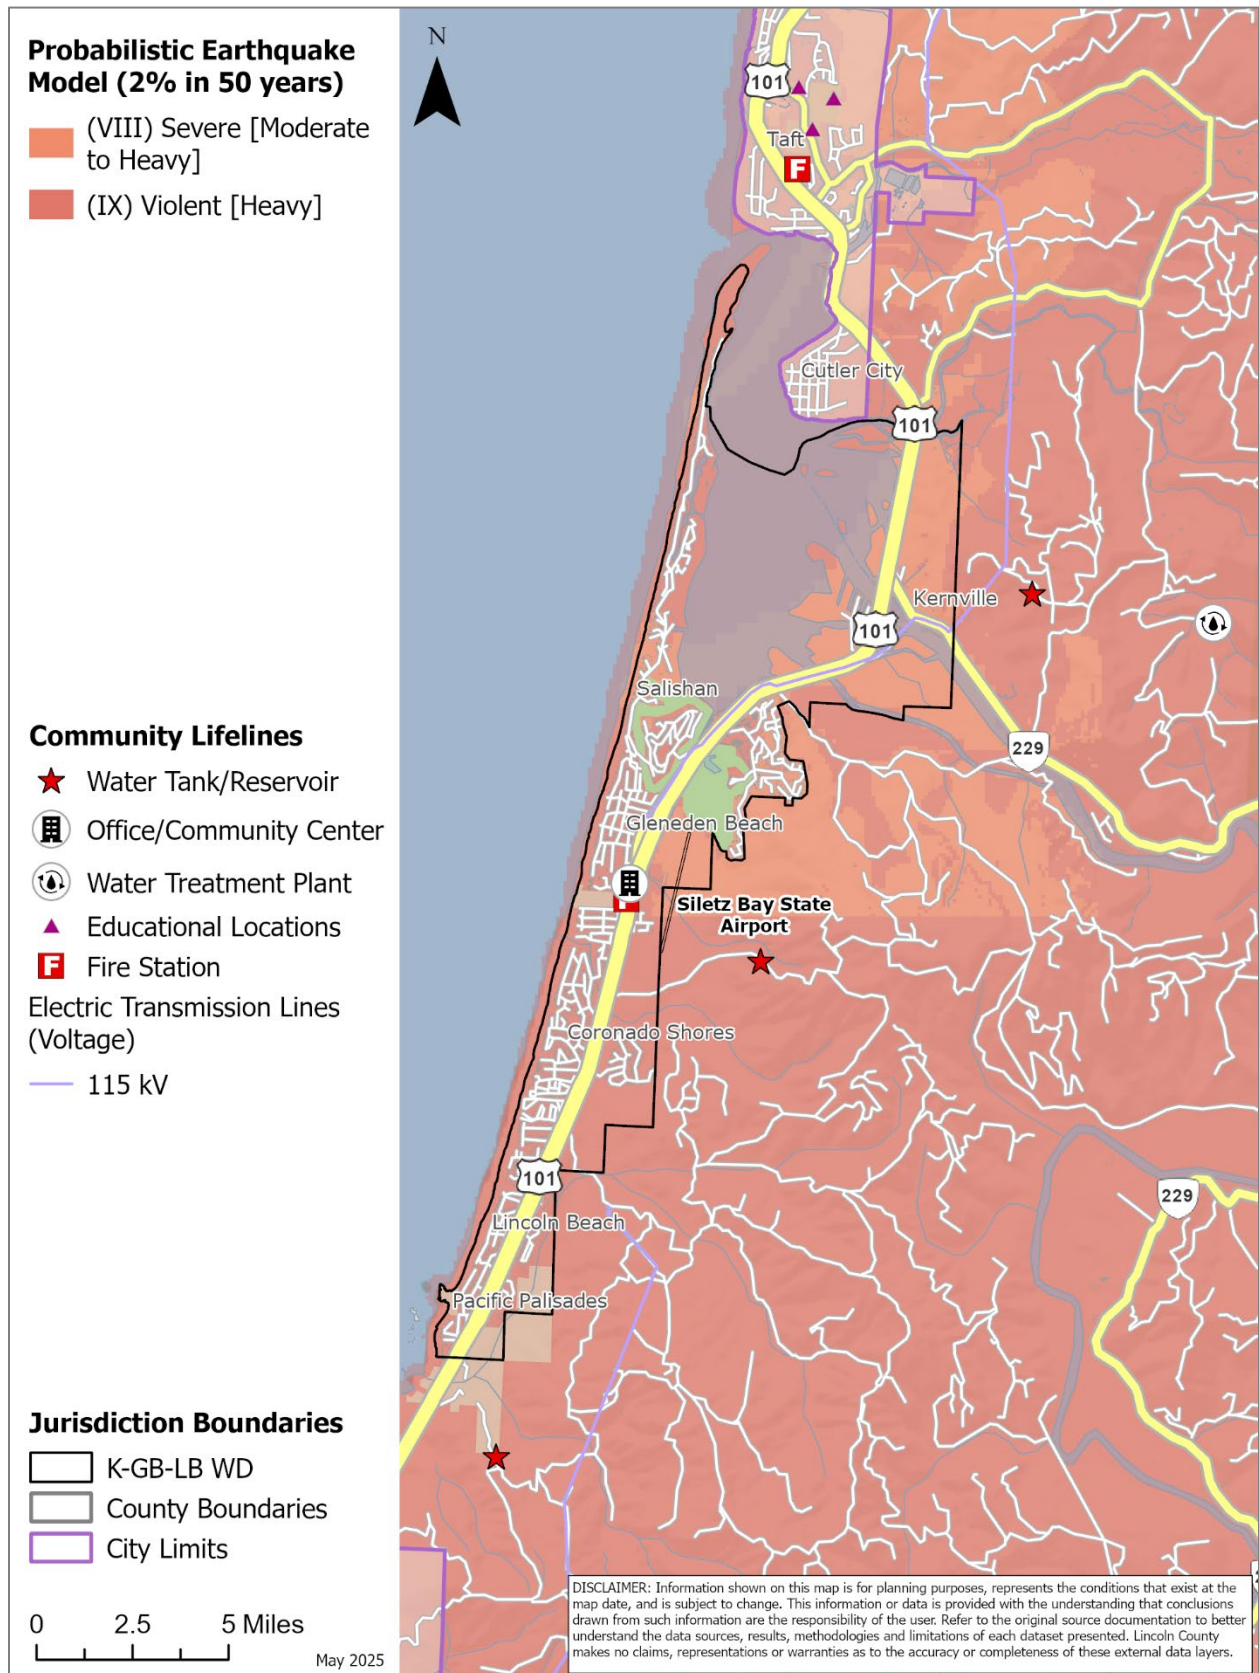 Probabilistic Earthquake
Model (2% in 50 years)
(VIII) Severe [Moderate
to Heavy]
(IX) Violent [Heavy]
Community Lifelines
Water Tank/Reservoir
Office/Community Center
Water Treatment Plant
Educational Locations
F
Fire Station
Electric Transmission Lines
(Voltage)
115 kV
Jurisdiction Boundaries
K-GB-LB WD
County Boundaries
City Limits
0 2.5 5 Miles
May 2025
N
101
Taft
F
Cutler City
101
Kernville
101
Salishan
229
Gleneden Beach
Siletz Bay State
Airport
Coronado Shores
101
229
Lincoln Beach
Pacific Palisades
DISCLAIMER: Information shown on this map is for planning purposes, represents the conditions that exist at the
map date, and is subject to change. This information or data is provided with the understanding that conclusions
drawn from such information are the responsibility of the user. Refer to the original source documentation to better
understand the data sources, results, methodologies and limitations of each dataset presented. Lincoln County
makes no claims, representations or warranties as to the accuracy or completeness of these external data layers.